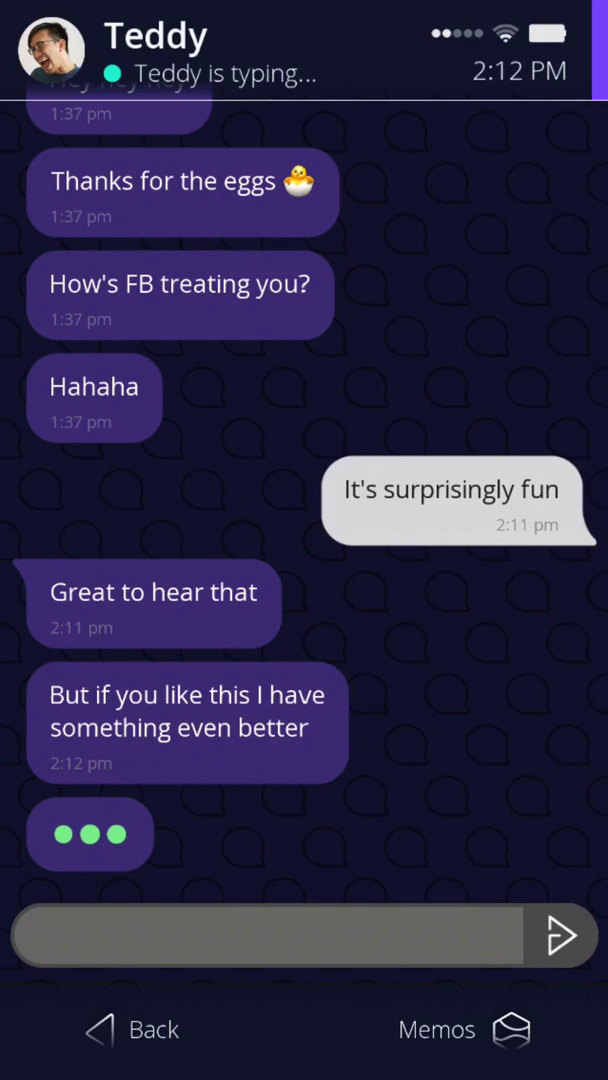 Teddy
Teddy is typing...
2:12 PM
1:37 pm
Thanks for the eggs 🐣
1:37 pm
How's FB treating you?
1:37 pm
Hahaha
1:37 pm
It's surprisingly fun
2:11 pm
Great to hear that
2:11 pm
But if you like this I have
something even better
2:12 pm
Back
Memos